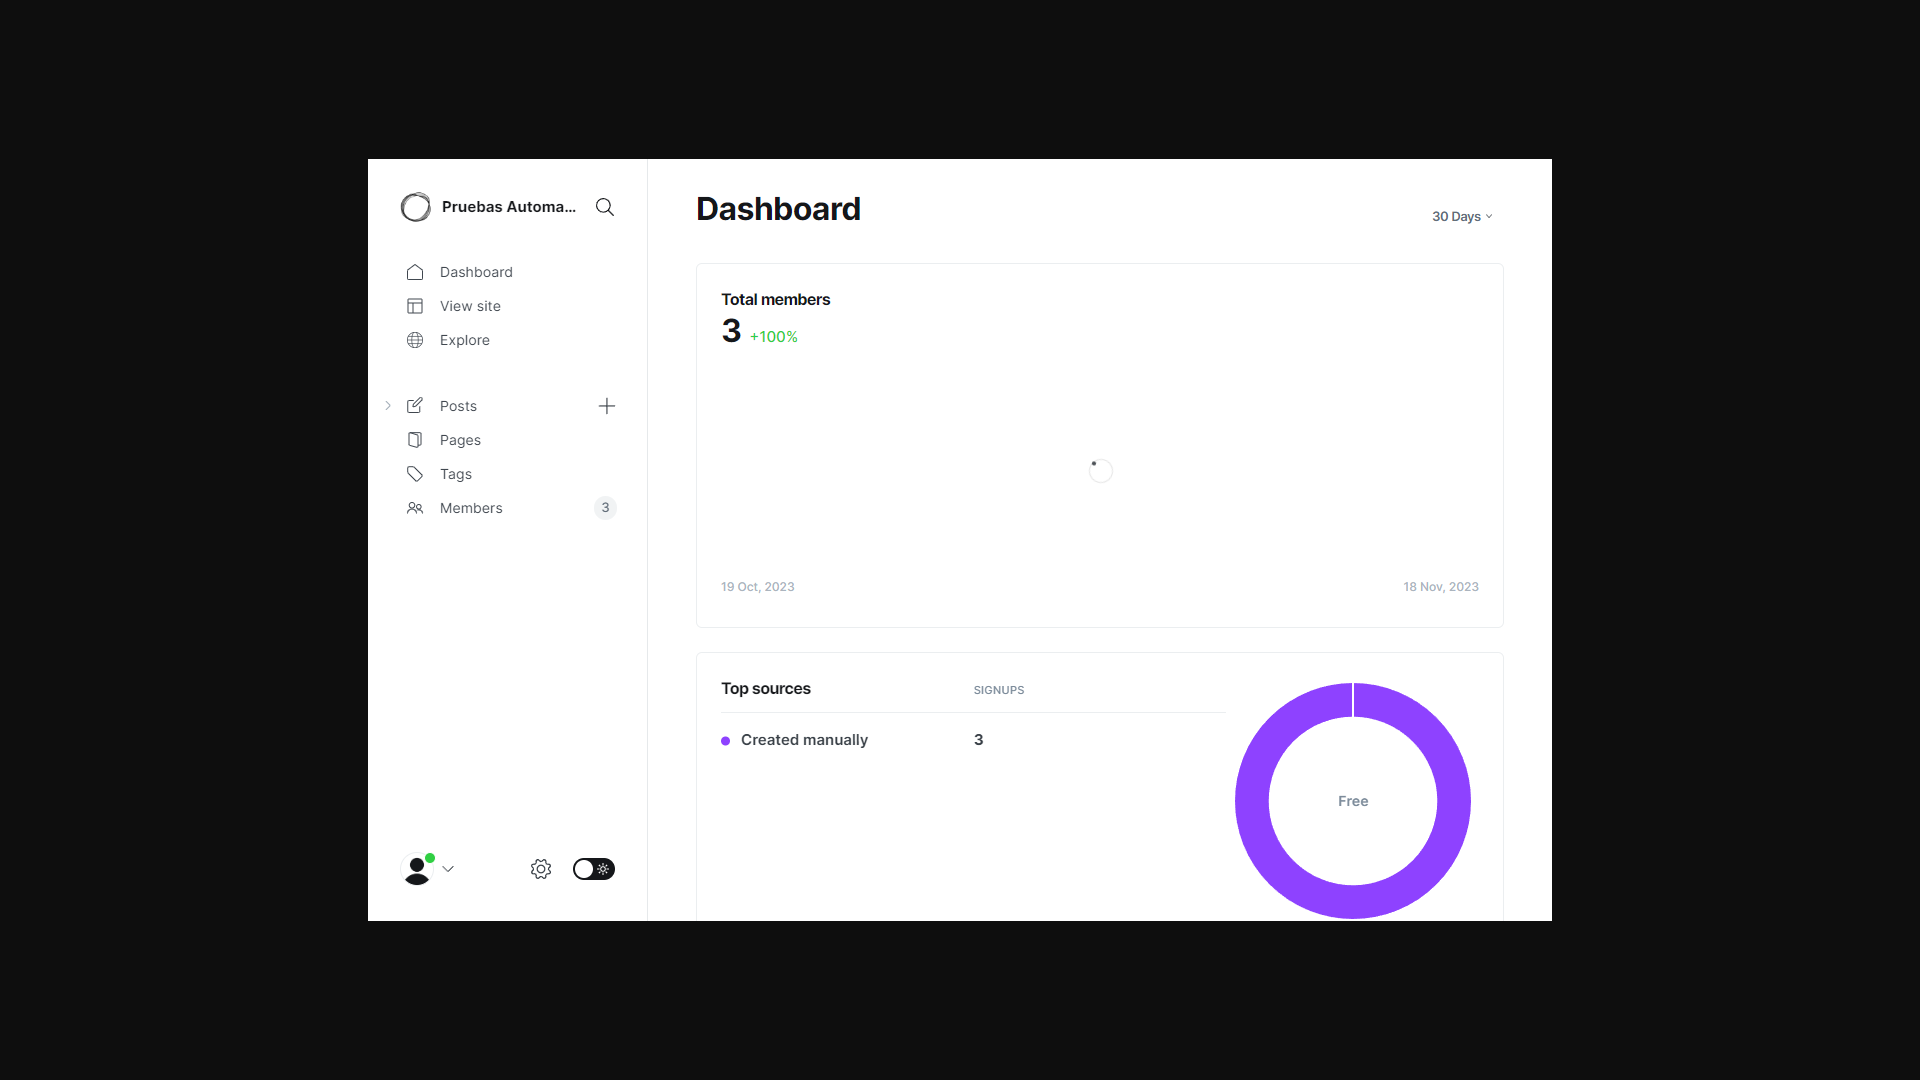 Pruebas Automa...
Dashboard
View site
Explore
Posts
Pages
Tags
Members 3
Dashboard
30 Days
Total members
3 +100%
19 Oct, 2023 18 Nov, 2023
Top sources SIGNUPS
Created manually 3
Free